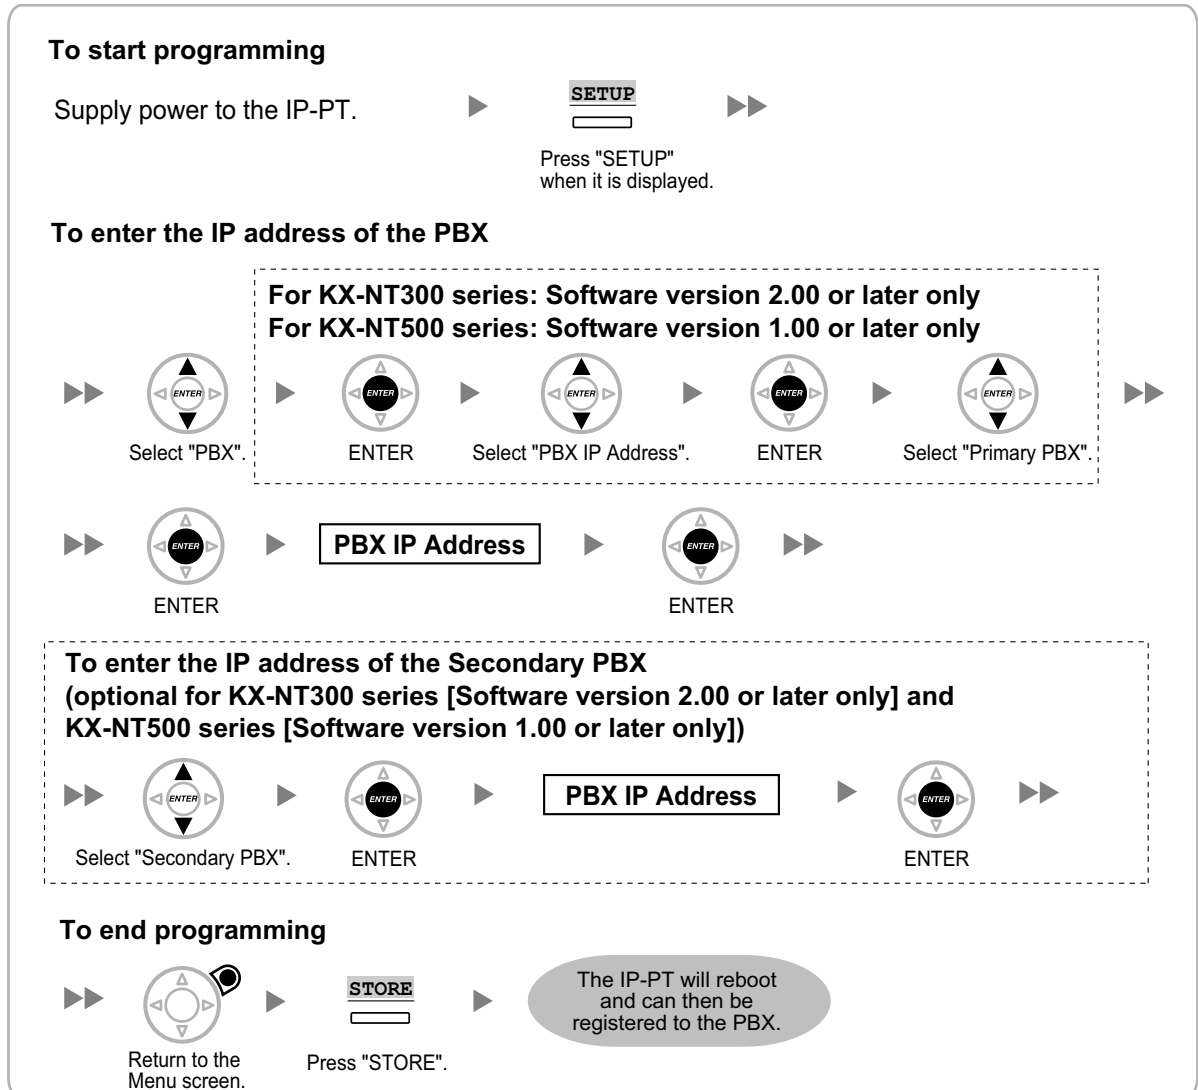 To start programming
Supply power to the IP-PT.
SETUP
Press "SETUP"
when it is displayed.
To enter the IP address of the PBX
For KX-NT300 series: Software version 2.00 or later only
For KX-NT500 series: Software version 1.00 or later only
ENTER ENTER ENTER ENTER ENTER
Select "PBX". ENTER Select "PBX IP Address". ENTER Select "Primary PBX".
ENTER PBX IP Address ENTER
ENTER ENTER
To enter the IP address of the Secondary PBX
(optional for KX-NT300 series [Software version 2.00 or later only] and
KX-NT500 series [Software version 1.00 or later only])
ENTER ENTER PBX IP Address ENTER
Select "Secondary PBX". ENTER ENTER
To end programming
STORE
Return to the
Menu screen.
Press "STORE".
The IP-PT will reboot
and can then be
registered to the PBX.